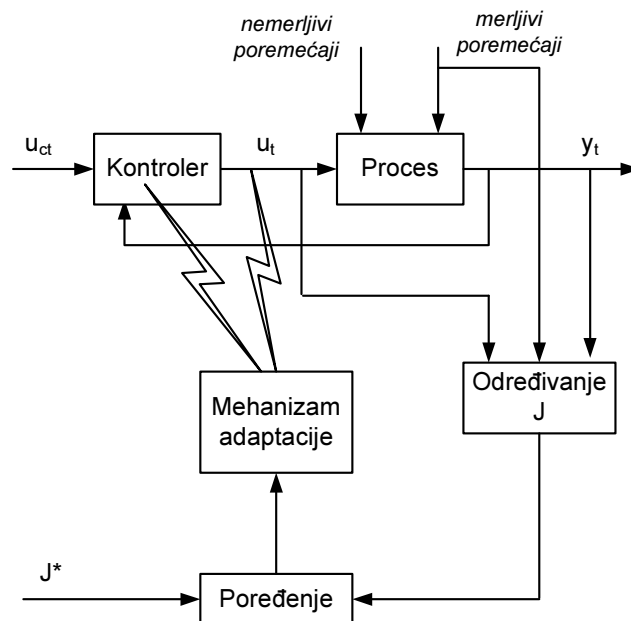 nemerljivi
poremećaji
merljivi
poremećaji
u_ct
Kontroler
u_t
Proces
y_t
Određivanje
J
Mehanizam
adaptacije
J*
Poređenje